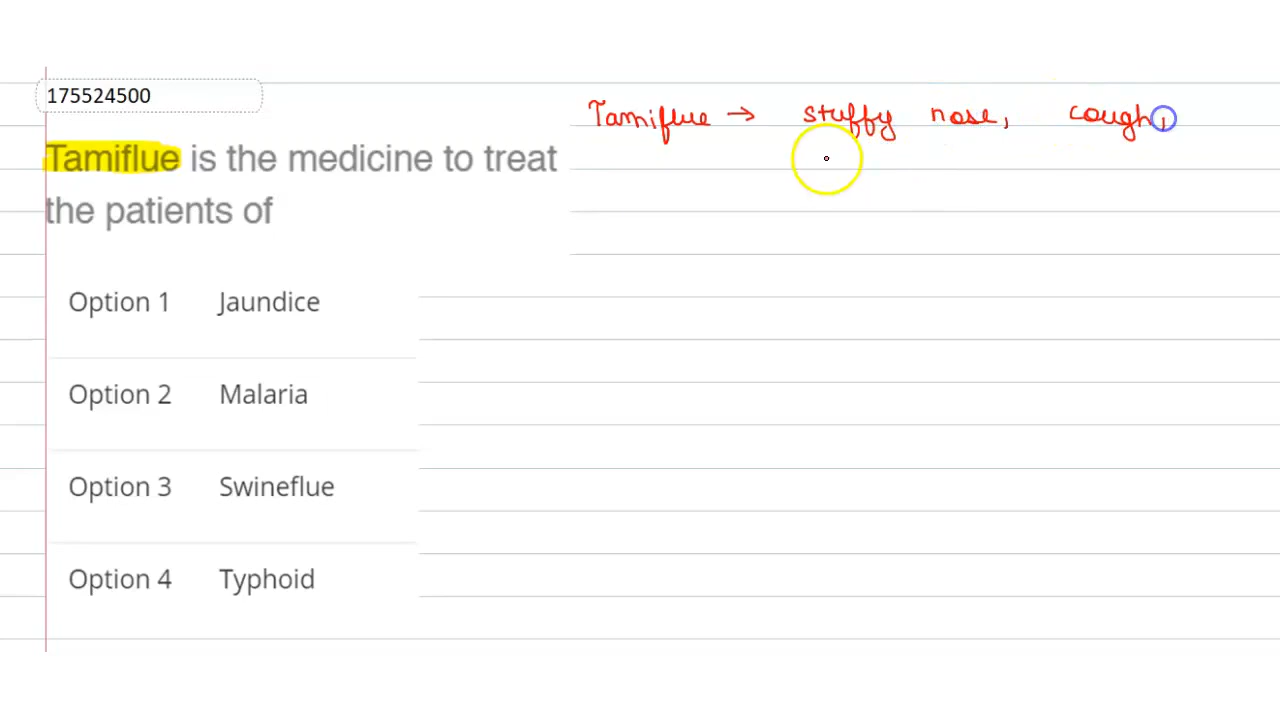 175524500
Tamiflue → stuffy nose, cough,
Tamiflue is the medicine to treat
the patients of
Option 1 Jaundice
Option 2 Malaria
Option 3 Swineflue
Option 4 Typhoid